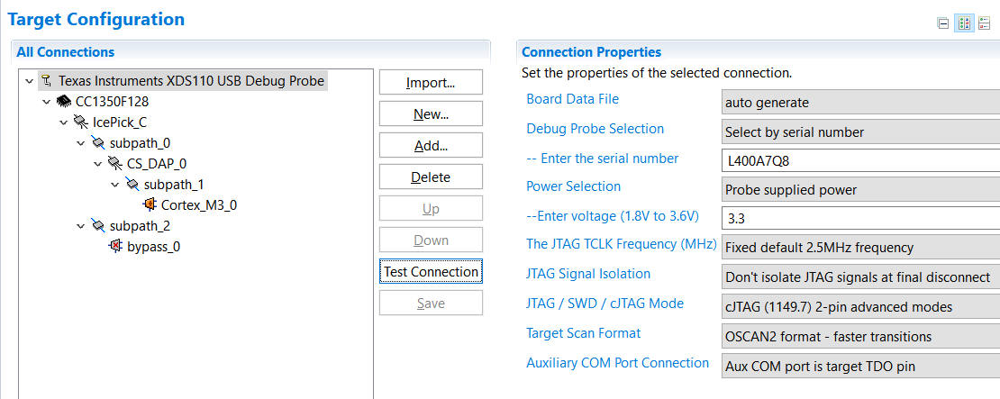 Target Configuration
All Connections
Texas Instruments XDS110 USB Debug Probe
CC1350F128
IcePick_C
subpath_0
CS_DAP_0
subpath_1
Cortex_M3_0
subpath_2
bypass_0
Import...
New...
Add...
Delete
Up
Down
Test Connection
Save
Connection Properties
Set the properties of the selected connection.
Board Data File auto generate
Debug Probe Selection Select by serial number
-- Enter the serial number L400A7Q8
Power Selection Probe supplied power
--Enter voltage (1.8V to 3.6V) 3.3
The JTAG TCLK Frequency (MHz) Fixed default 2.5MHz frequency
JTAG Signal Isolation Don't isolate JTAG signals at final disconnect
JTAG / SWD / cJTAG Mode cJTAG (1149.7) 2-pin advanced modes
Target Scan Format OSCAN2 format - faster transitions
Auxiliary COM Port Connection Aux COM port is target TDO pin